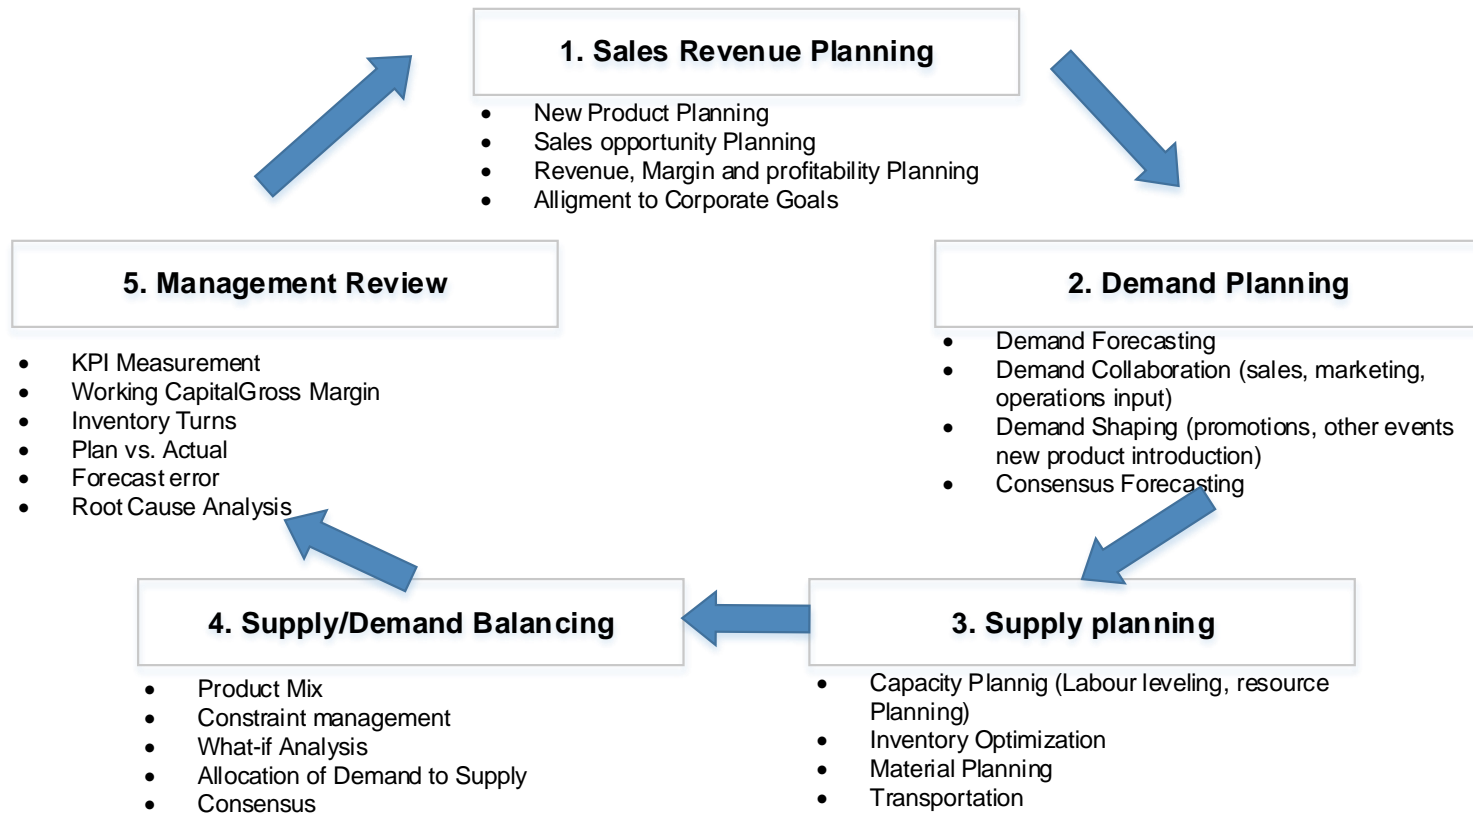 1. Sales Revenue Planning
• New Product Planning
• Sales opportunity Planning
• Revenue, Margin and profitability Planning
• Alligment to Corporate Goals
2. Demand Planning
• Demand Forecasting
• Demand Collaboration (sales, marketing,
operations input)
• Demand Shaping (promotions, other events
new product introduction)
• Consensus Forecasting
3. Supply planning
• Capacity Plannig (Labour leveling, resource
Planning)
• Inventory Optimization
• Material Planning
• Transportation
4. Supply/Demand Balancing
• Product Mix
• Constraint management
• What-if Analysis
• Allocation of Demand to Supply
• Consensus
5. Management Review
• KPI Measurement
• Working CapitalGross Margin
• Inventory Turns
• Plan vs. Actual
• Forecast error
• Root Cause Analysis